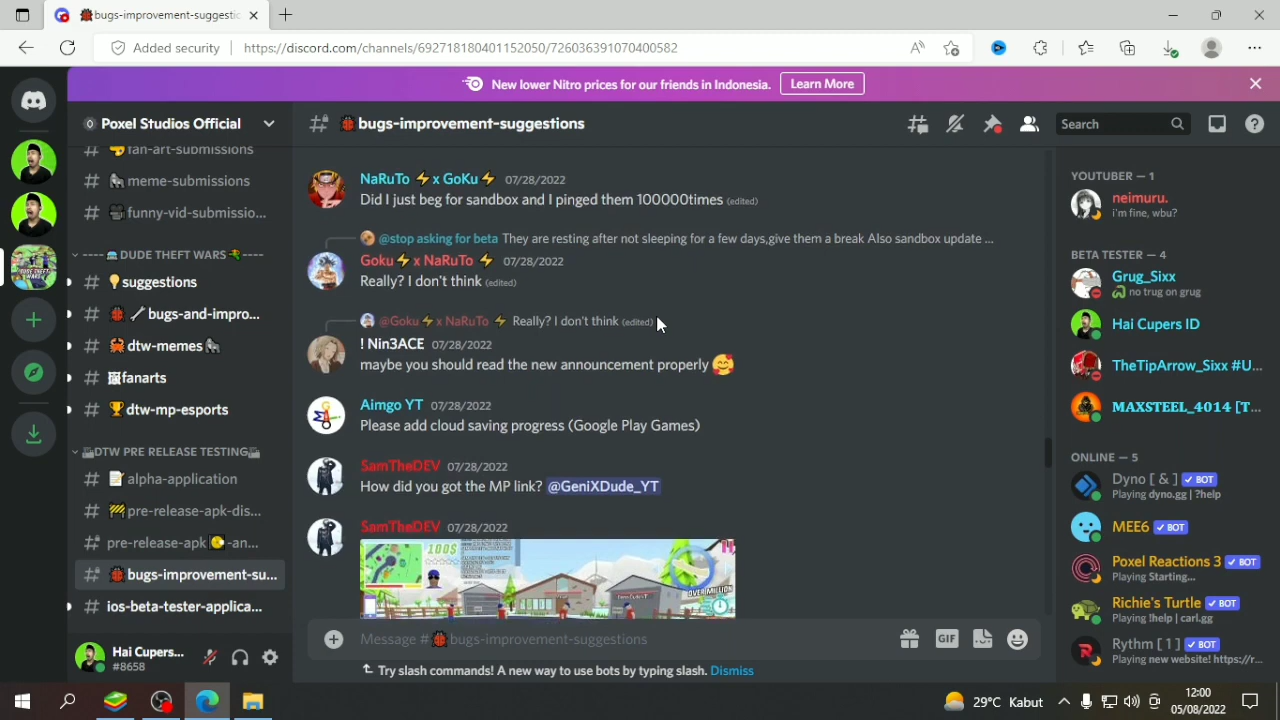 bugs-improvement-suggesti
Added security
https://discord.com/channels/692718180401152050/726036391070400582
New lower Nitro prices for our friends in Indonesia.
Learn More
Poxel Studios Official
bugs-improvement-suggestions
Search
fan-art-submissions
meme-submissions
funny-vid-submissio...
---- DUDE THEFT WARS ----
suggestions
bugs-and-impro...
dtw-memes
fanarts
dtw-mp-esports
DTW PRE RELEASE TESTING
alpha-application
pre-release-apk-dis...
pre-release-apk -an...
bugs-improvement-su...
ios-beta-tester-applica...
Hai Cupers...
#8658
NaRuTo ⚡x GoKu⚡ 07/28/2022
Did I just beg for sandbox and I pinged them 100000times (edited)
@stop asking for beta They are resting after not sleeping for a few days,give them a break Also sandbox update ...
Goku⚡x NaRuTo ⚡ 07/28/2022
Really? I don't think (edited)
@Goku⚡x NaRuTo ⚡ Really? I don't think (edited)
! Nin3ACE 07/28/2022
maybe you should read the new announcement properly 🥰
Aimgo YT 07/28/2022
Please add cloud saving progress (Google Play Games)
SamTheDEV 07/28/2022
How did you got the MP link? @GeniXDude_YT
SamTheDEV 07/28/2022
100$
OVER MILLION
Message # bugs-improvement-suggestions
GIF
Try slash commands! A new way to use bots by typing slash. Dismiss
YOUTUBER — 1
neimuru.
i'm fine, wbu?
BETA TESTER — 4
Grug_Sixx
no trug on grug
Hai Cupers ID
TheTipArrow_Sixx #U...
MAXSTEEL_4014 [T...
ONLINE — 5
Dyno [ & ] ✓ BOT
Playing dyno.gg | ?help
MEE6 ✓ BOT
Poxel Reactions 3 ✓ BOT
Playing Starting...
Richie's Turtle ✓ BOT
Playing !help | carl.gg
Rythm [ 1 ] ✓ BOT
Playing new website! https://r...
29°C Kabut
12:00
05/08/2022